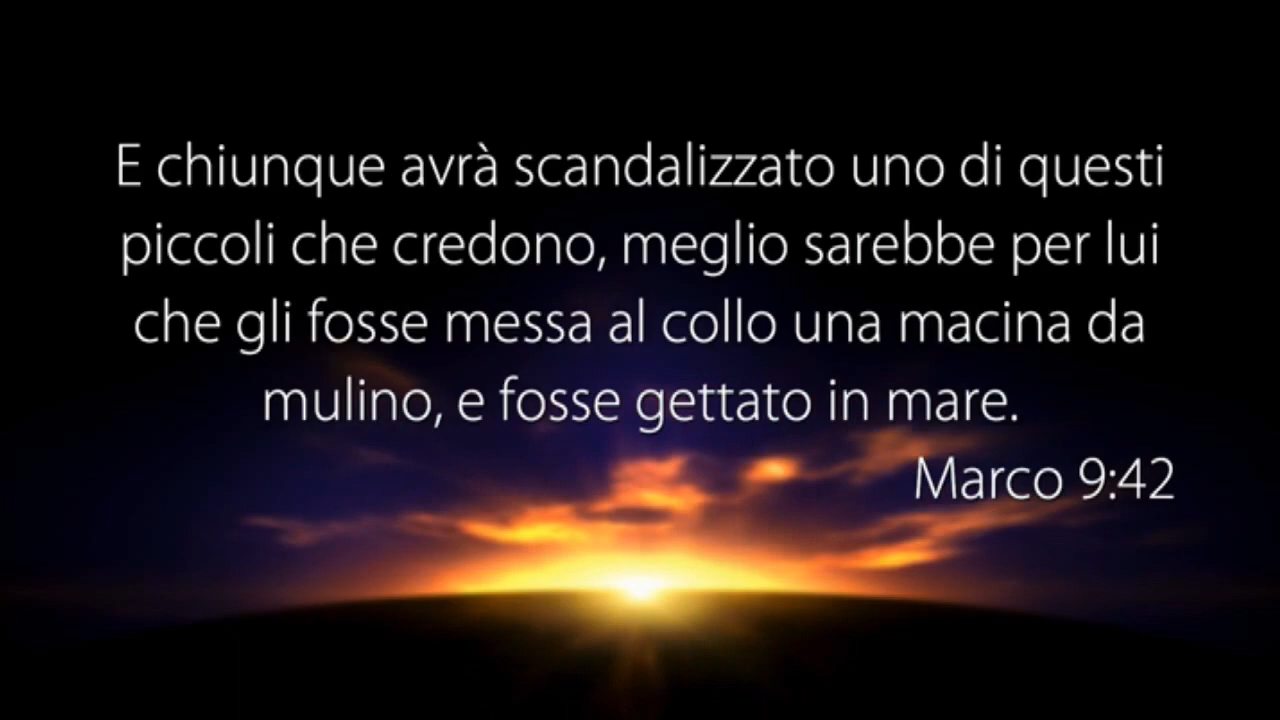 E chiunque avrà scandalizzato uno di questi
piccoli che credono, meglio sarebbe per lui
che gli fosse messa al collo una macina da
mulino, e fosse gettato in mare.
Marco 9:42